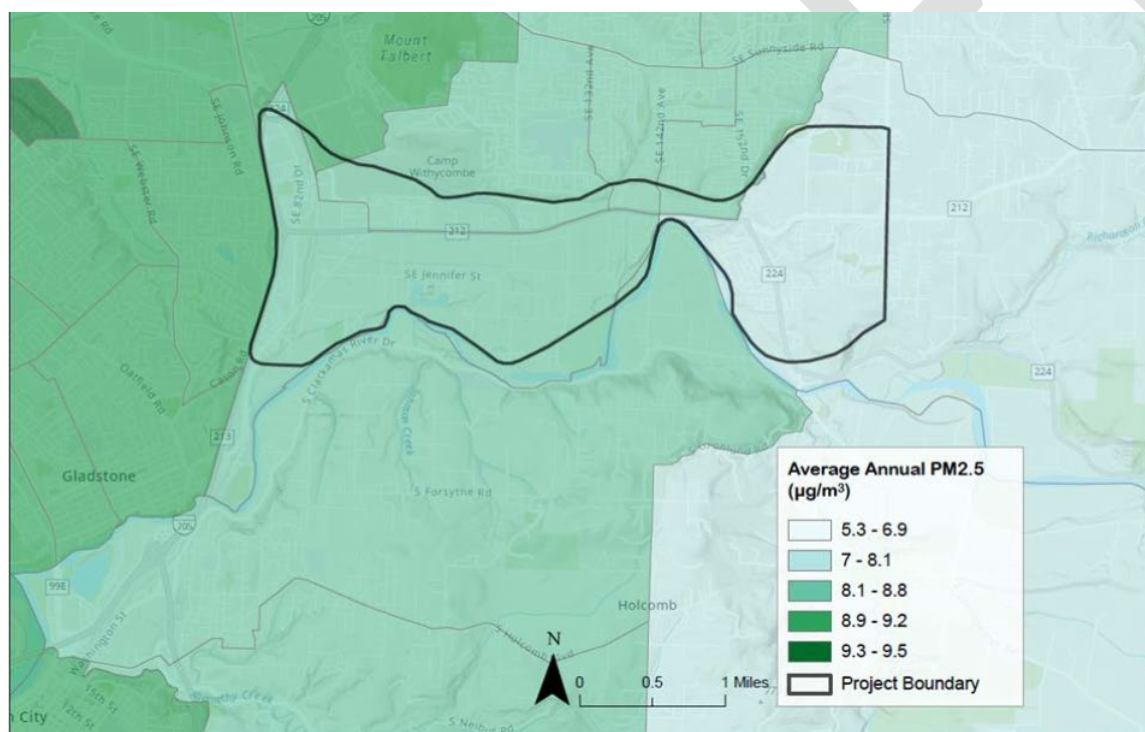 205
Mount
Talbert
SE Sunnyside Rd
SE Johnson Rd
224
SE 132nd Ave
SE 142nd Ave
SE 152nd Dr
SE Webster Rd
Camp
Withycombe
SE 82nd Dr
212
212
SE Jennifer St
224
Oatfield Rd
Cason Rd
S Clackamas River Dr
224
213
Gladstone
S Forsythe Rd
205
99E
Washington St
Holcomb
S Holcomb Blvd
15th St
12th St
n City
Average Annual PM2.5
(µg/m³)
5.3 - 6.9
7 - 8.1
8.1 - 8.8
8.9 - 9.2
9.3 - 9.5
Project Boundary
N
0 0.5 1 Miles